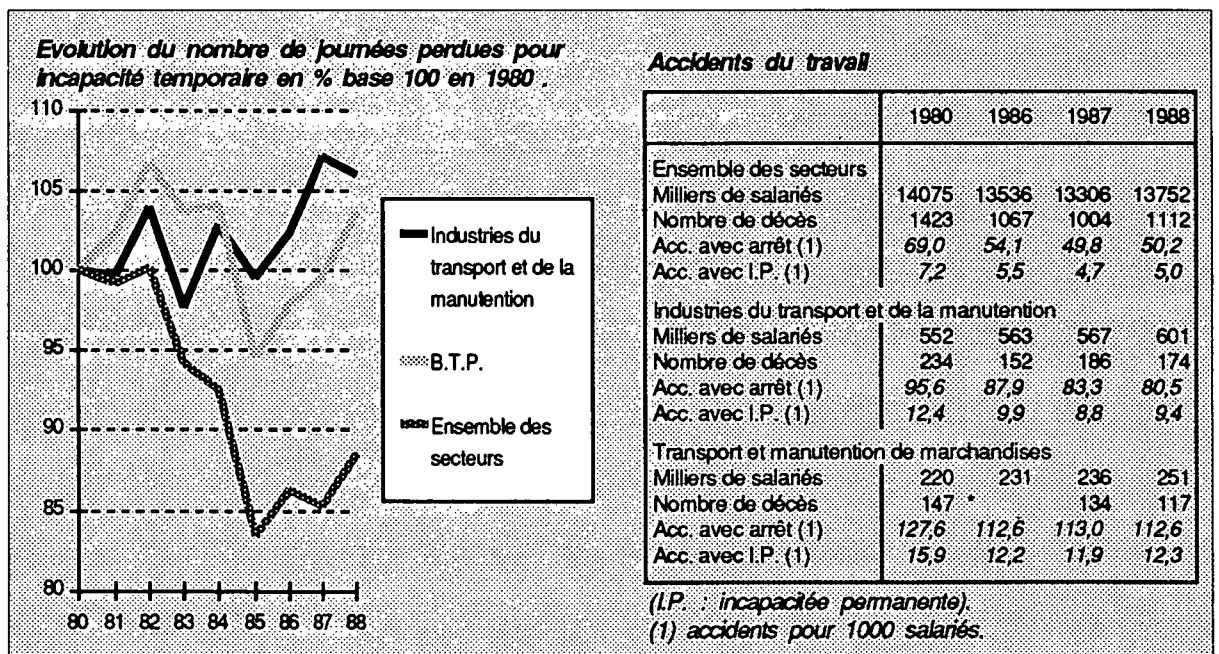 Evolution du nombre de journées perdues pour
incapacité temporaire en % base 100 en 1980 .
110
105
100
95
90
85
80
80 81 82 83 84 85 86 87 88
Industries du
transport et de la
manutention
B.T.P.
Ensemble des
secteurs
Accidents du travail
1980 1986 1987 1988
Ensemble des secteurs
Milliers de salariés 14075 13536 13306 13752
Nombre de décès 1423 1067 1004 1112
Acc. avec arrêt (1) 69,0 54,1 49,8 50,2
Acc. avec I.P. (1) 7,2 5,5 4,7 5,0
Industries du transport et de la manutention
Milliers de salariés 552 563 567 601
Nombre de décès 234 152 186 174
Acc. avec arrêt (1) 95,6 87,9 83,3 80,5
Acc. avec I.P. (1) 12,4 9,9 8,8 9,4
Transport et manutention de marchandises
Milliers de salariés 220 231 236 251
Nombre de décès 147 * 134 117
Acc. avec arrêt (1) 127,6 112,6 113,0 112,6
Acc. avec I.P. (1) 15,9 12,2 11,9 12,3
(I.P. : incapacitée permanente).
(1) accidents pour 1000 salariés.